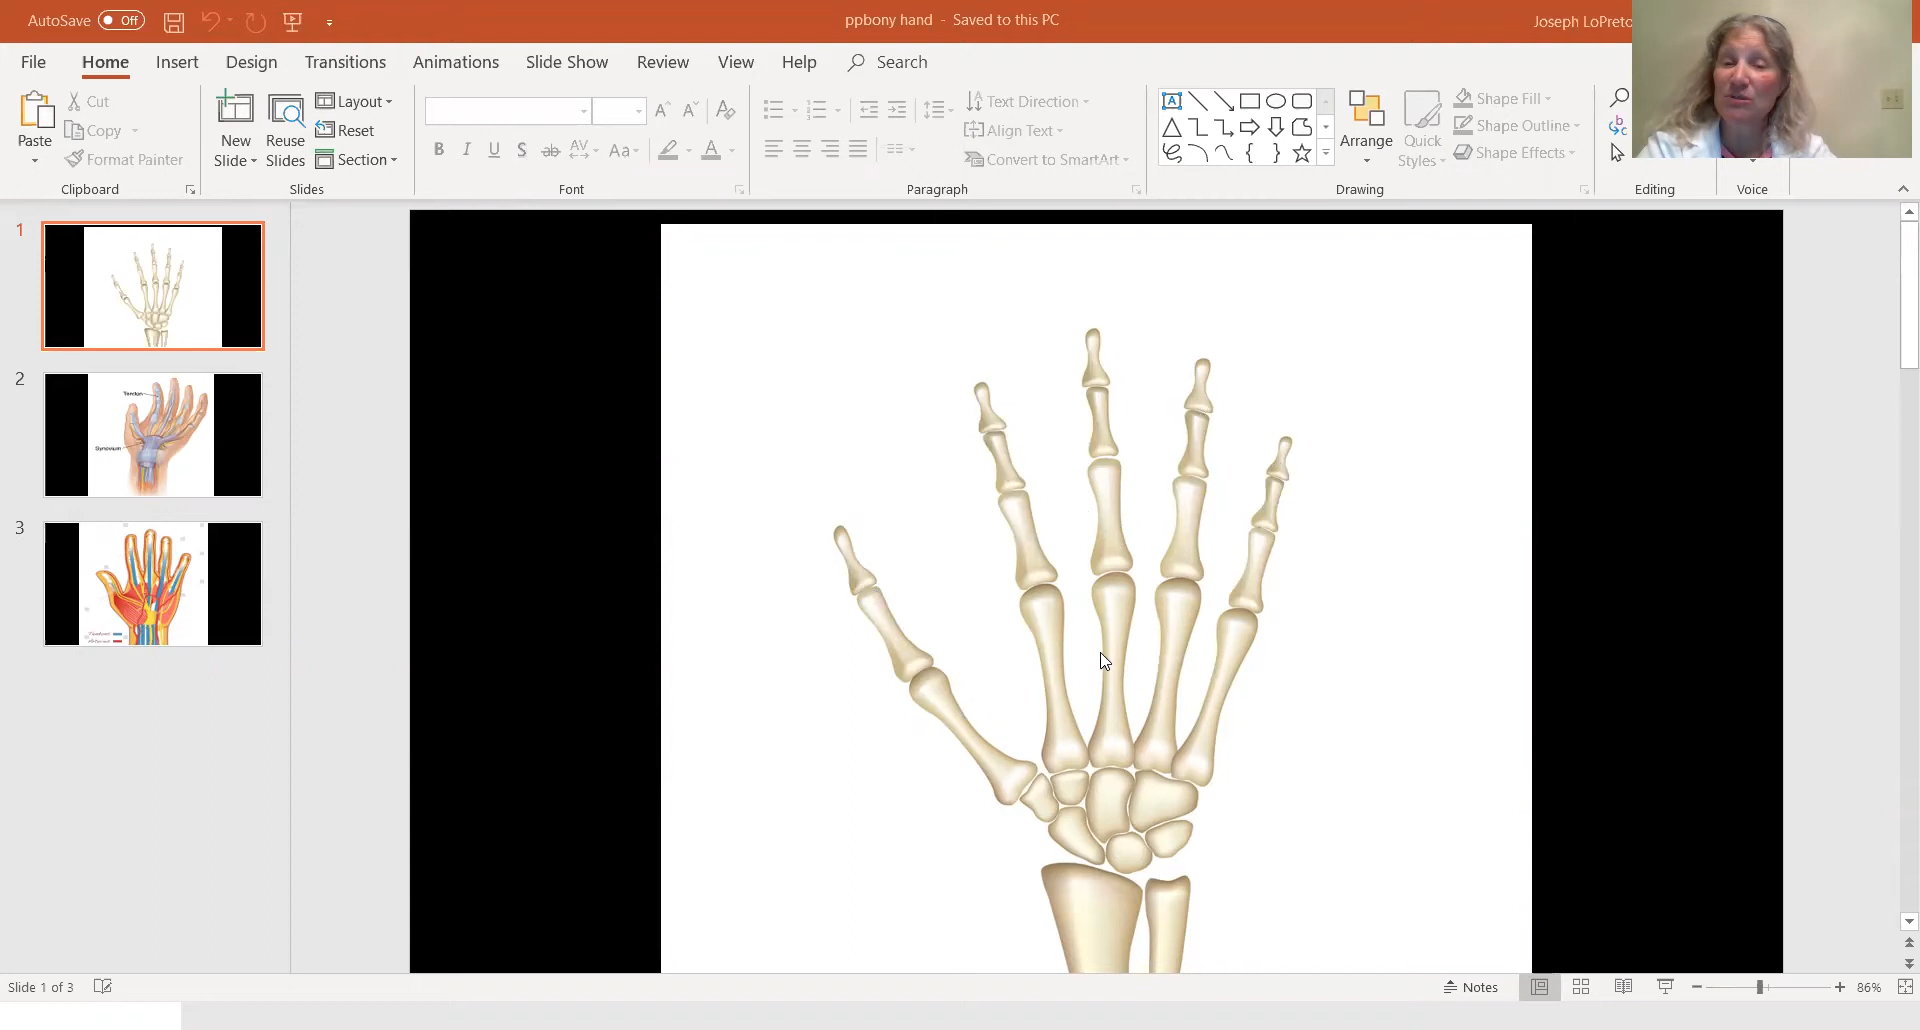 AutoSave Off
ppbony hand - Saved to this PC
Joseph LoPreto
File Home Insert Design Transitions Animations Slide Show Review View Help Search
Paste
Cut
Copy
Format Painter
Clipboard
New Slide
Reuse Slides
Layout
Reset
Section
Slides
B I U S ab AV Aa A
Font
Text Direction
Align Text
Convert to SmartArt
Paragraph
A
Arrange
Quick Styles
Shape Fill
Shape Outline
Shape Effects
Drawing
Editing
Voice
1
2
Tendon
Synovium
3
Slide 1 of 3
Notes
86%